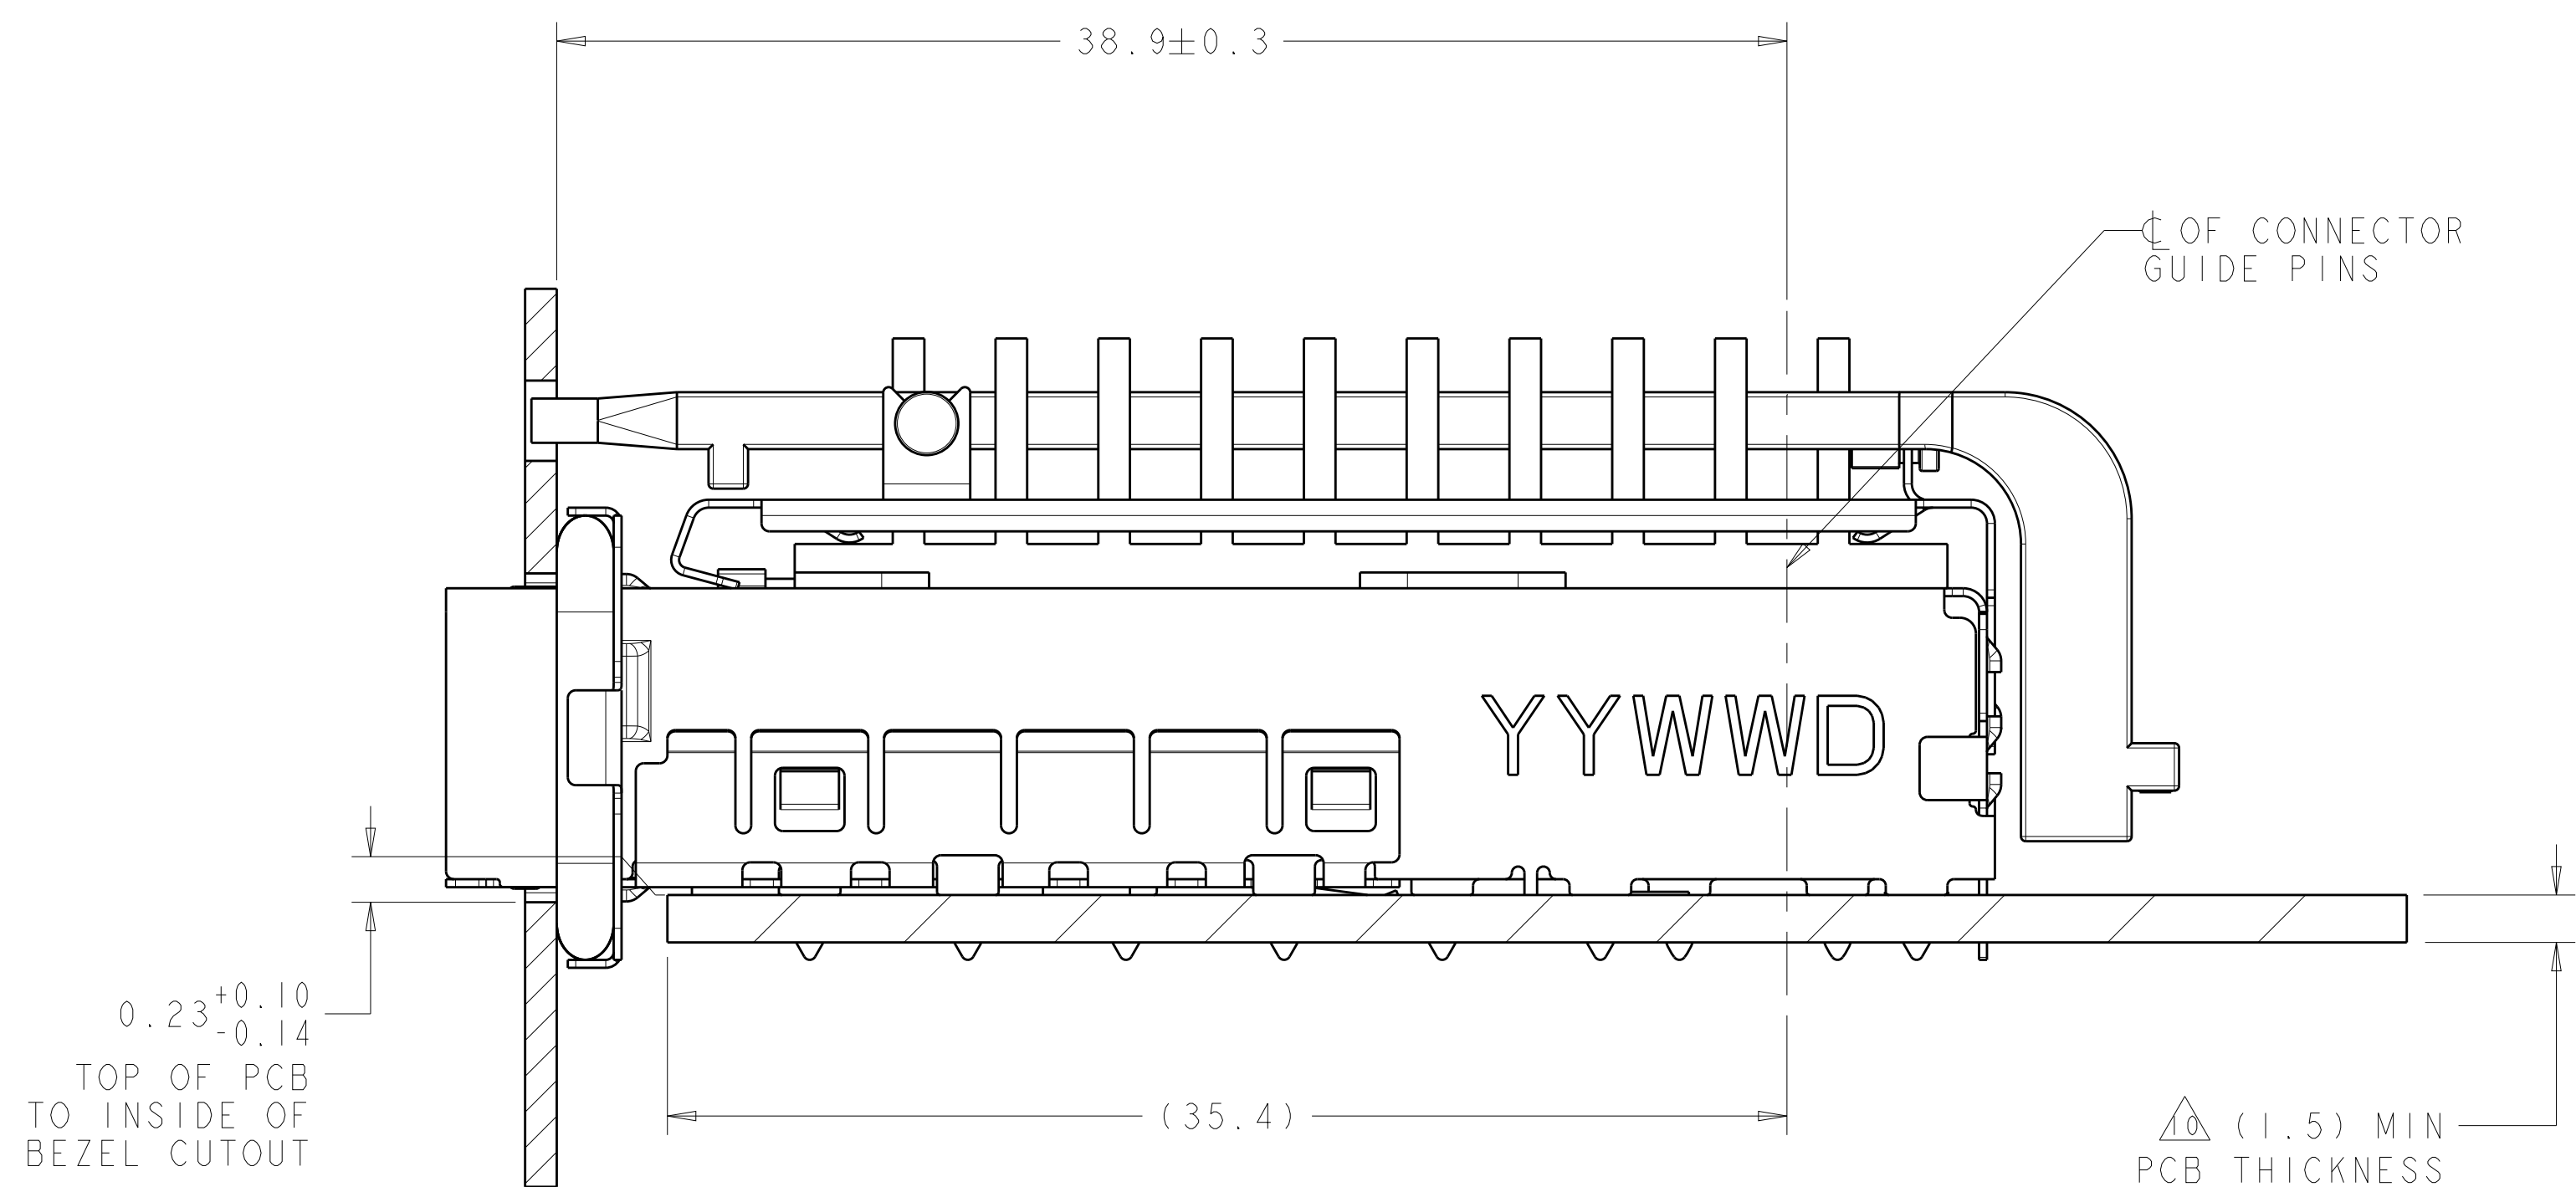 38.9±0.3
℄ OF CONNECTOR
GUIDE PINS
YYWWD
0.23 +0.10
-0.14
TOP OF PCB
TO INSIDE OF
BEZEL CUTOUT
(35.4)
10 (1.5) MIN
PCB THICKNESS